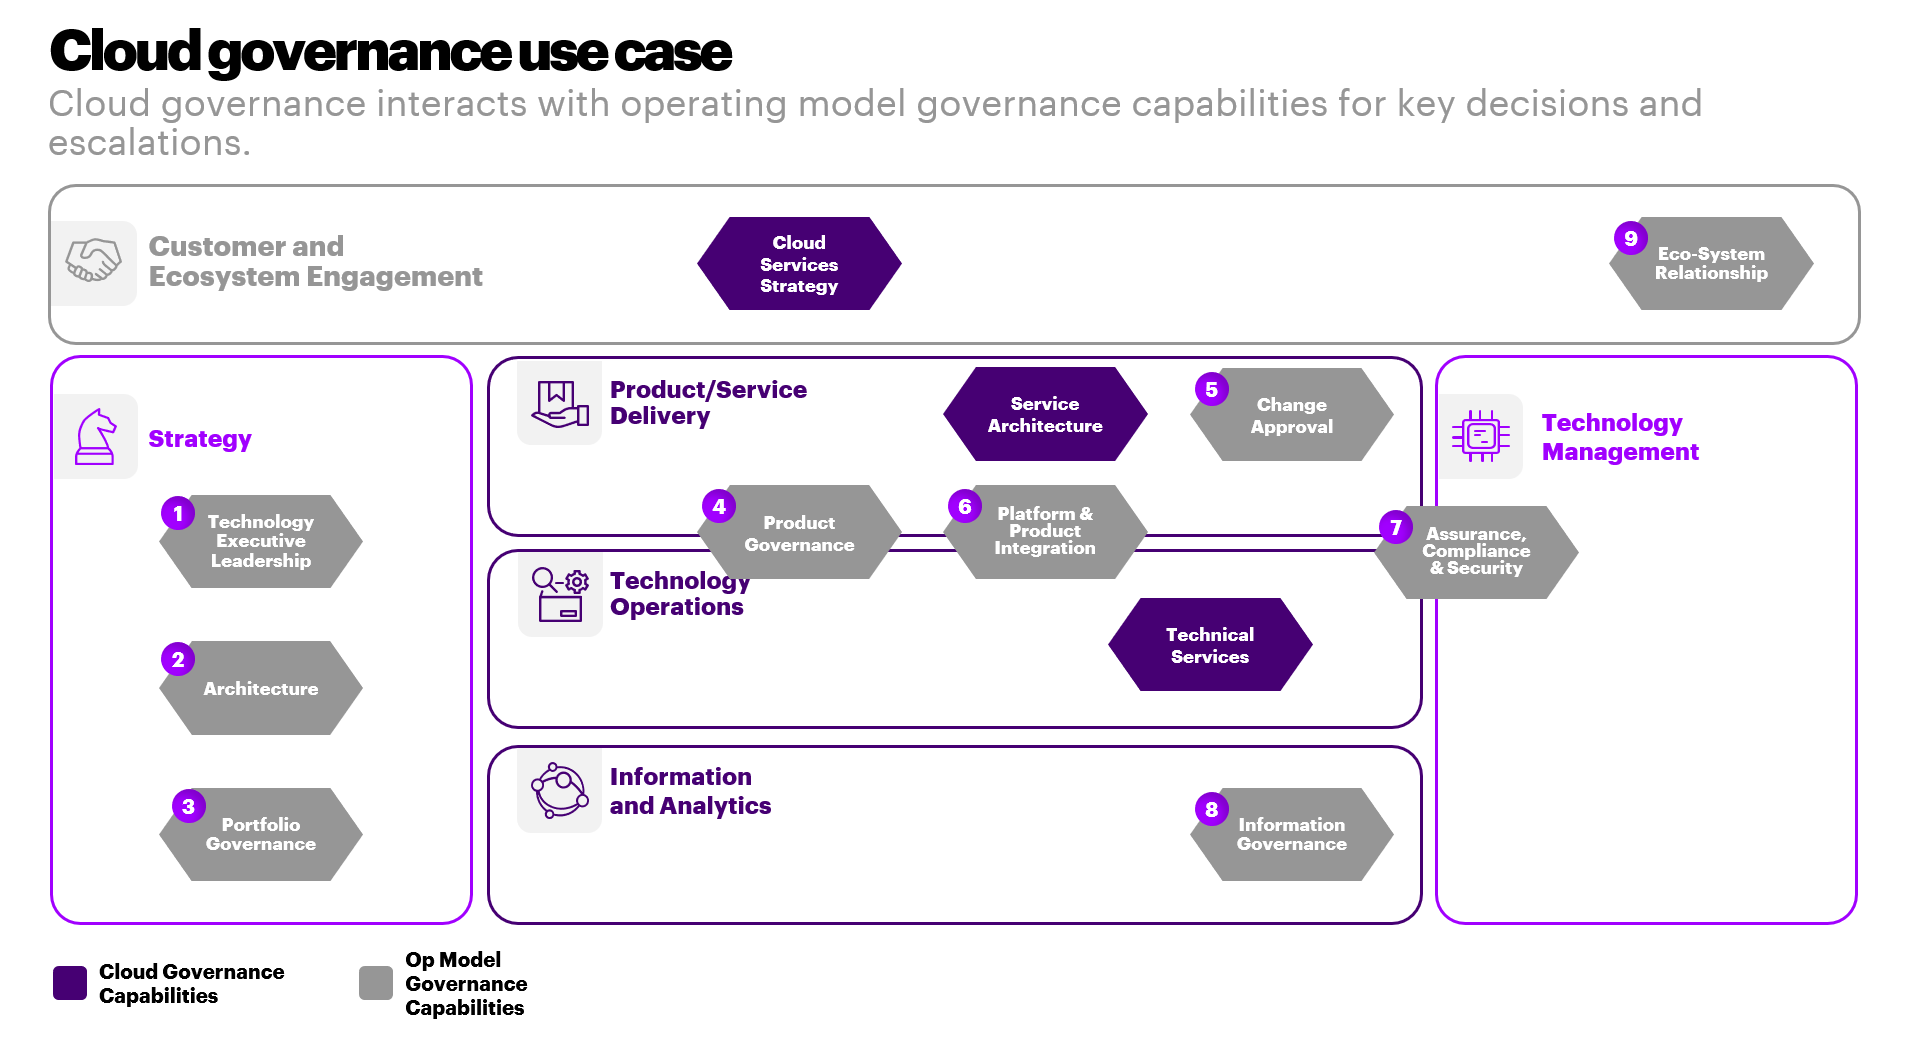 Cloud governance use case
Cloud governance interacts with operating model governance capabilities for key decisions and
escalations.
Customer and
Ecosystem Engagement
Cloud
Services
Strategy
9
Eco-System
Relationship
Strategy
1
Technology
Executive
Leadership
2
Architecture
3
Portfolio
Governance
Product/Service
Delivery
Service
Architecture
5
Change
Approval
4
Product
Governance
6
Platform &
Product
Integration
Technology
Operations
Technical
Services
Information
and Analytics
8
Information
Governance
Technology
Management
7
Assurance,
Compliance
& Security
Cloud Governance
Capabilities
Op Model
Governance
Capabilities